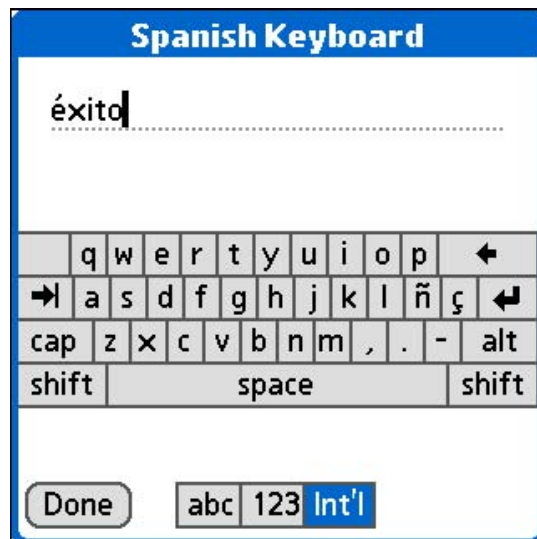 Spanish Keyboard
éxito
q w e r t y u i o p
a s d f g h j k l ñ ç
cap z x c v b n m , . - alt
shift space shift
Done abc 123 Int'l